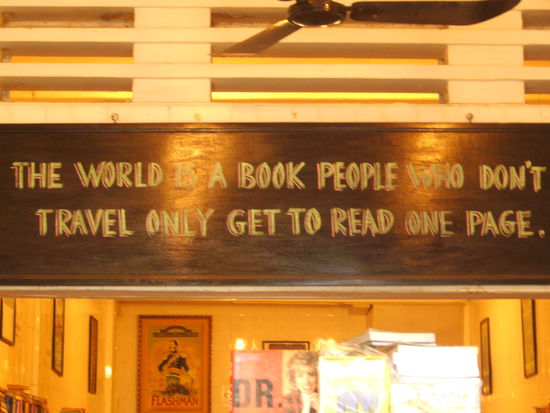 THE WORLD IS A BOOK PEOPLE WHO DON'T
TRAVEL ONLY GET TO READ ONE PAGE.
FLASHMAN
DR.